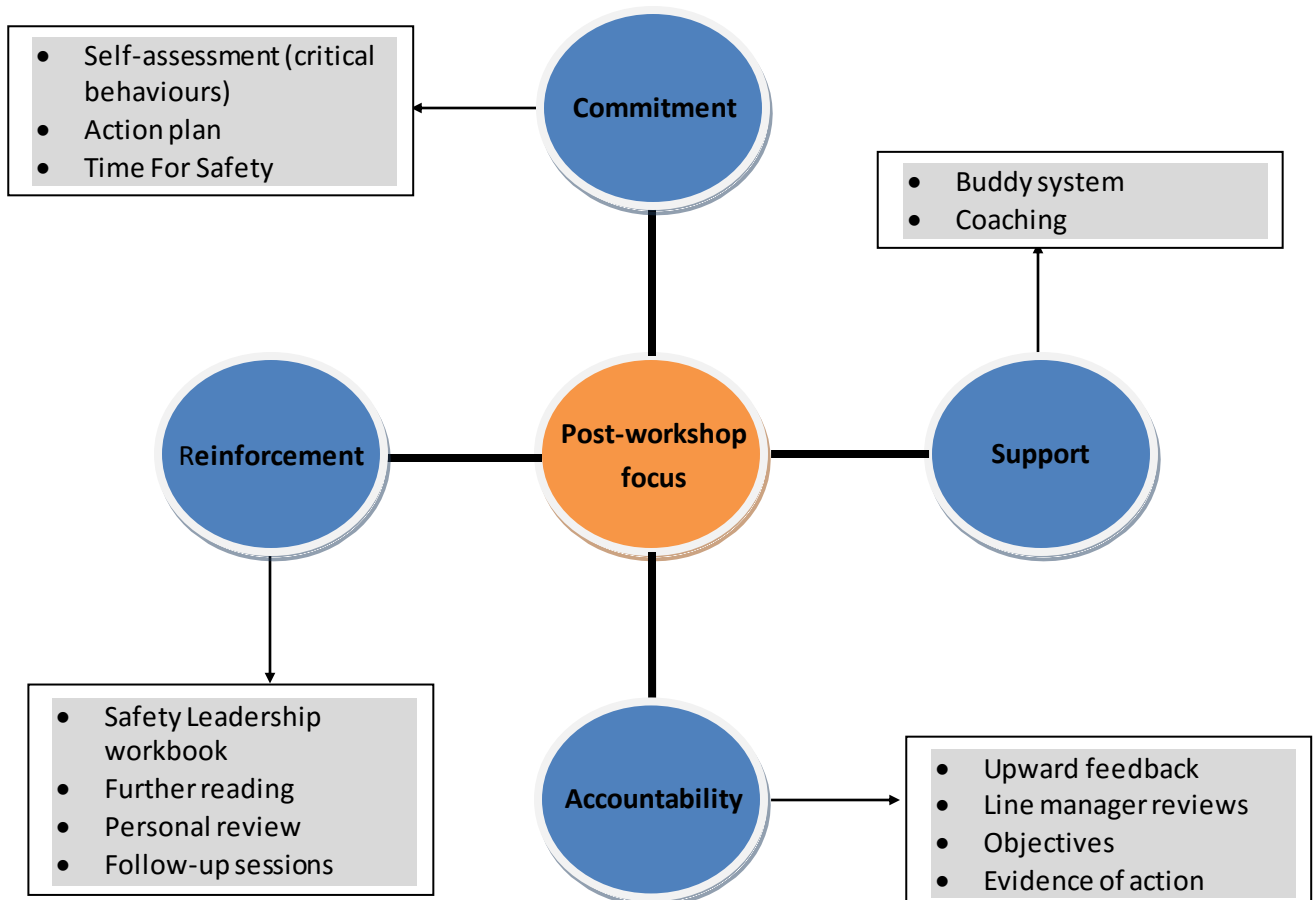 • Self-assessment (critical
behaviours)
• Action plan
• Time For Safety
Commitment
• Buddy system
• Coaching
Reinforcement
Post-workshop
focus
Support
• Safety Leadership
workbook
• Further reading
• Personal review
• Follow-up sessions
Accountability
• Upward feedback
• Line manager reviews
• Objectives
• Evidence of action